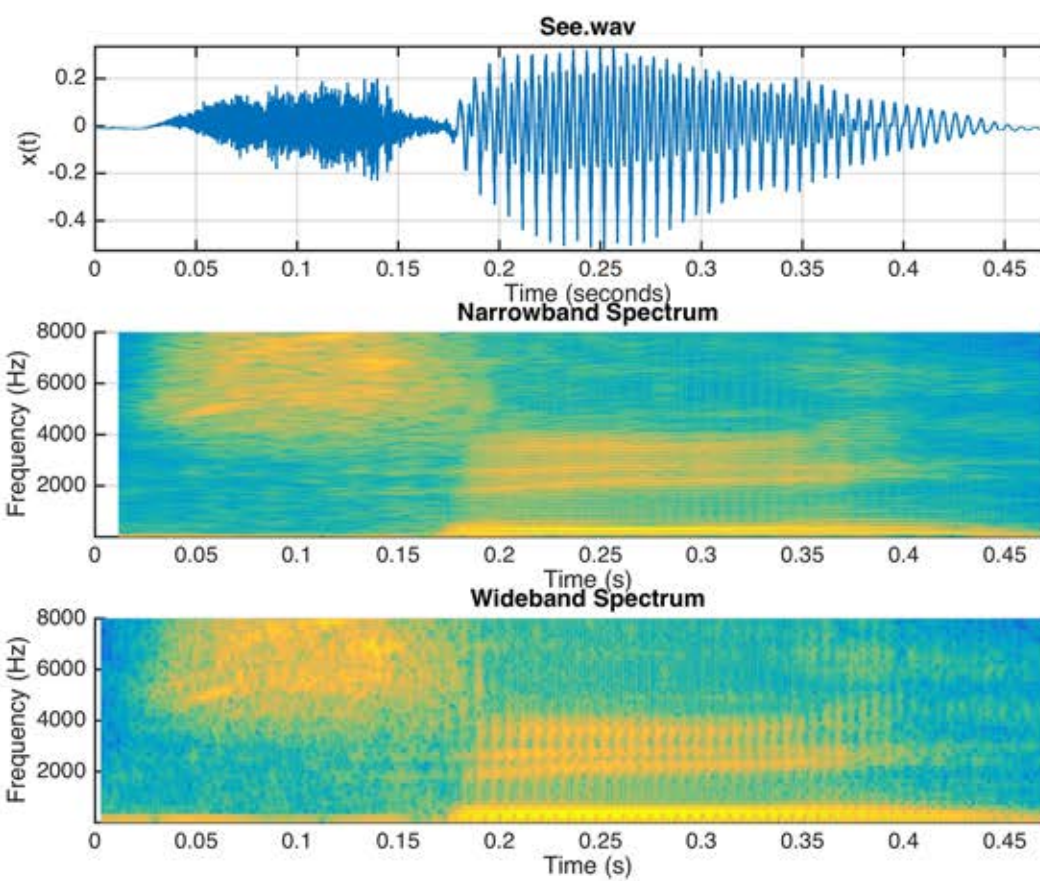 See.wav
0.2
0
-0.2
-0.4
x(t)
0 0.05 0.1 0.15 0.2 0.25 0.3 0.35 0.4 0.45
Time (seconds)
Narrowband Spectrum
8000
6000
4000
2000
Frequency (Hz)
0 0.05 0.1 0.15 0.2 0.25 0.3 0.35 0.4 0.45
Time (s)
Wideband Spectrum
8000
6000
4000
2000
Frequency (Hz)
0 0.05 0.1 0.15 0.2 0.25 0.3 0.35 0.4 0.45
Time (s)